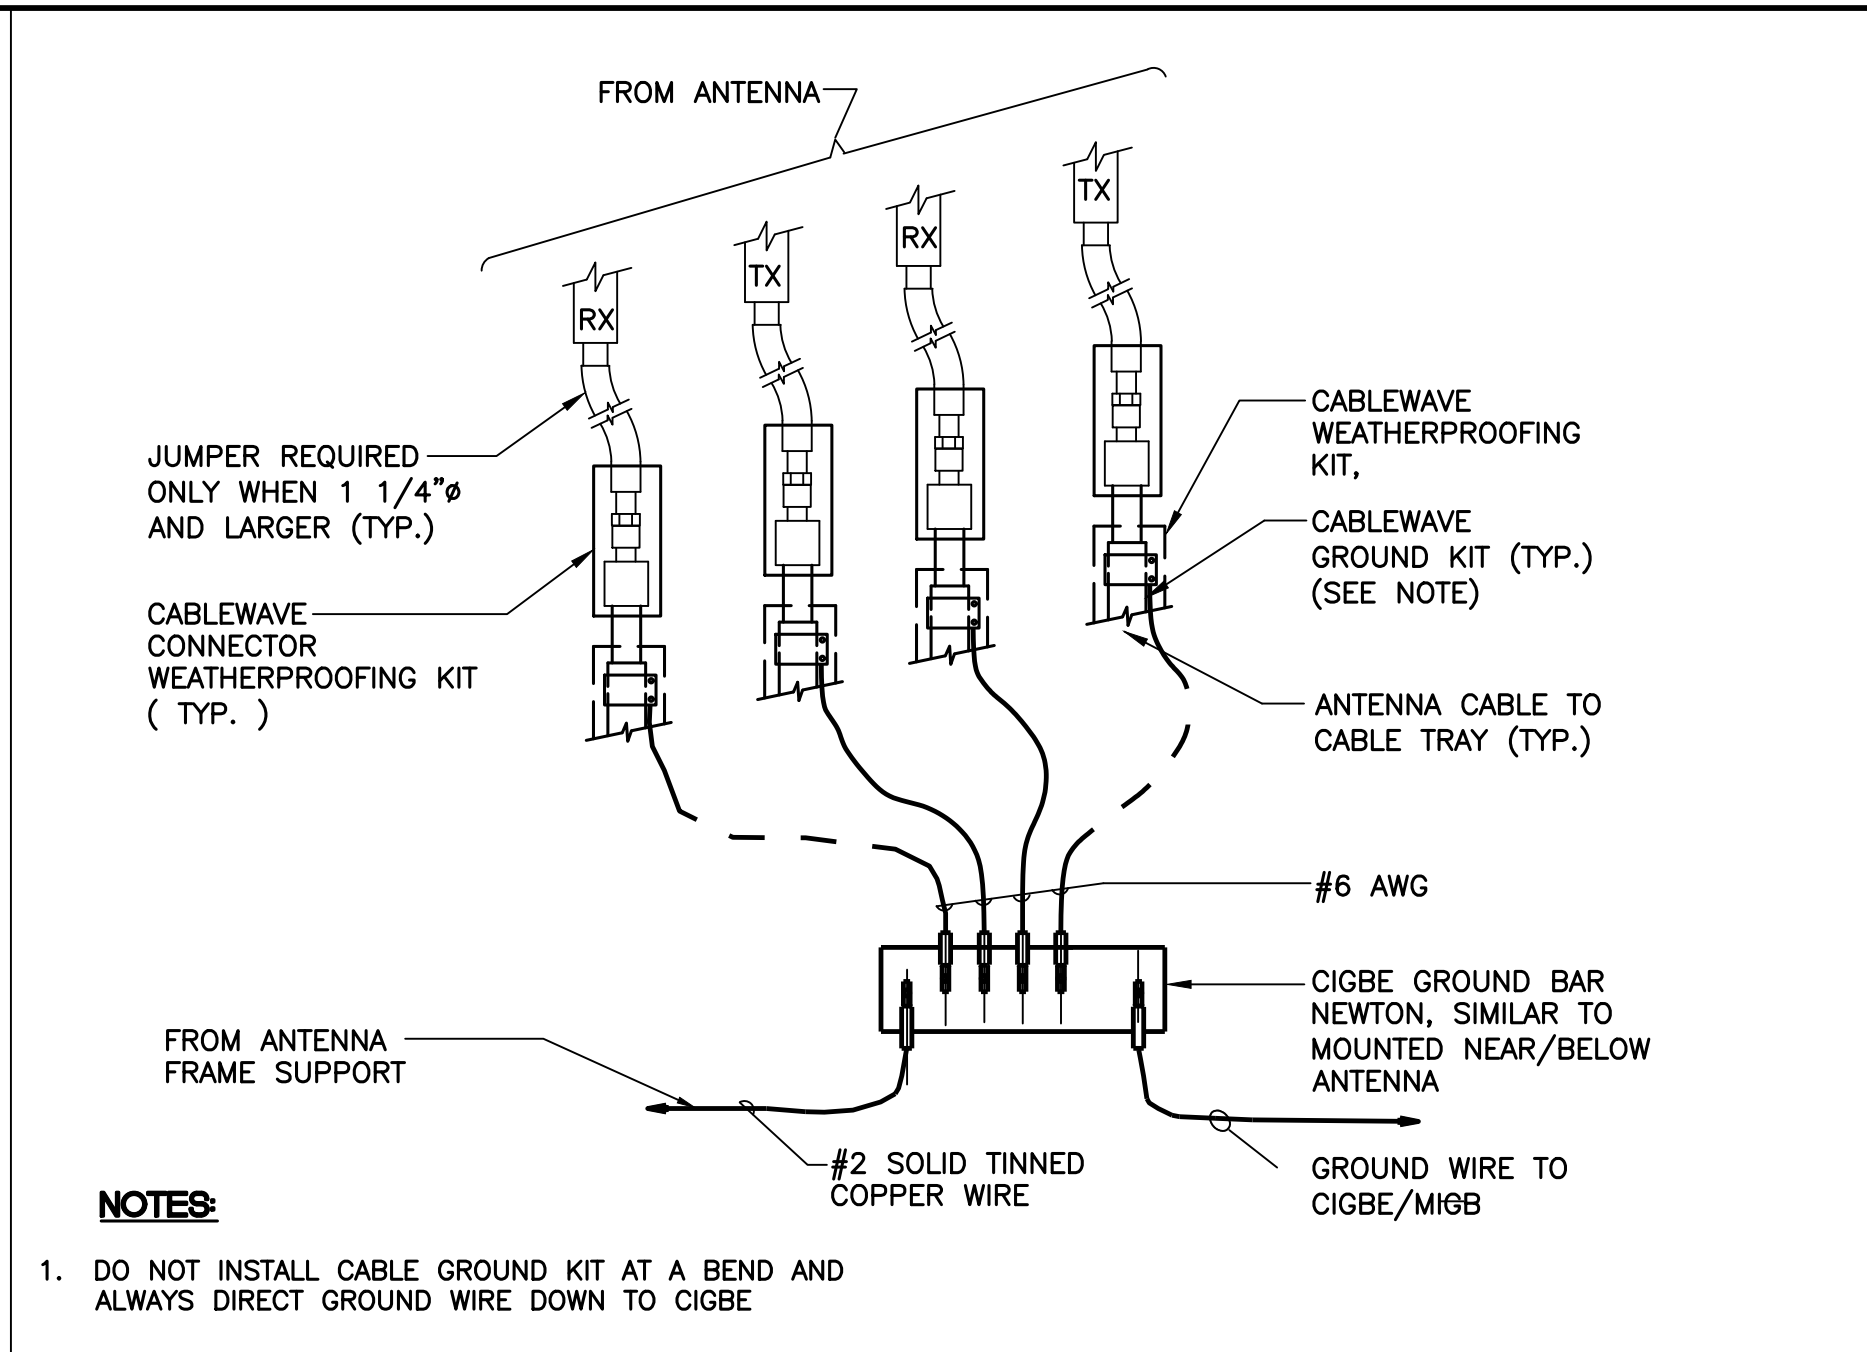 FROM ANTENNA
TX
RX
TX
RX
JUMPER REQUIRED
ONLY WHEN 1 1/4"ø
AND LARGER (TYP.)
CABLEWAVE
CONNECTOR
WEATHERPROOFING KIT
( TYP. )
CABLEWAVE
WEATHERPROOFING
KIT,
CABLEWAVE
GROUND KIT (TYP.)
(SEE NOTE)
ANTENNA CABLE TO
CABLE TRAY (TYP.)
#6 AWG
CIGBE GROUND BAR
NEWTON, SIMILAR TO
MOUNTED NEAR/BELOW
ANTENNA
FROM ANTENNA
FRAME SUPPORT
#2 SOLID TINNED
COPPER WIRE
GROUND WIRE TO
CIGBE/MIGB
NOTES:
1. DO NOT INSTALL CABLE GROUND KIT AT A BEND AND
ALWAYS DIRECT GROUND WIRE DOWN TO CIGBE